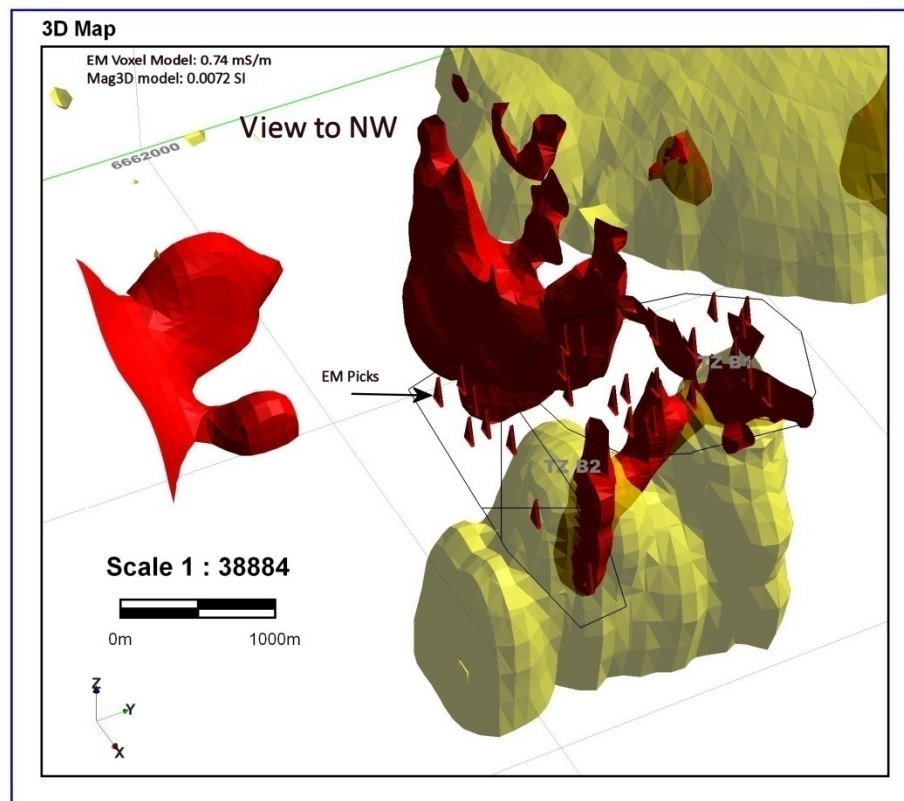 3D Map
EM Voxel Model: 0.74 mS/m
Mag3D model: 0.0072 SI
View to NW
6662000
EM Picks
TZ B1
TZ B2
Scale 1 : 38884
0m 1000m
Z
Y
X